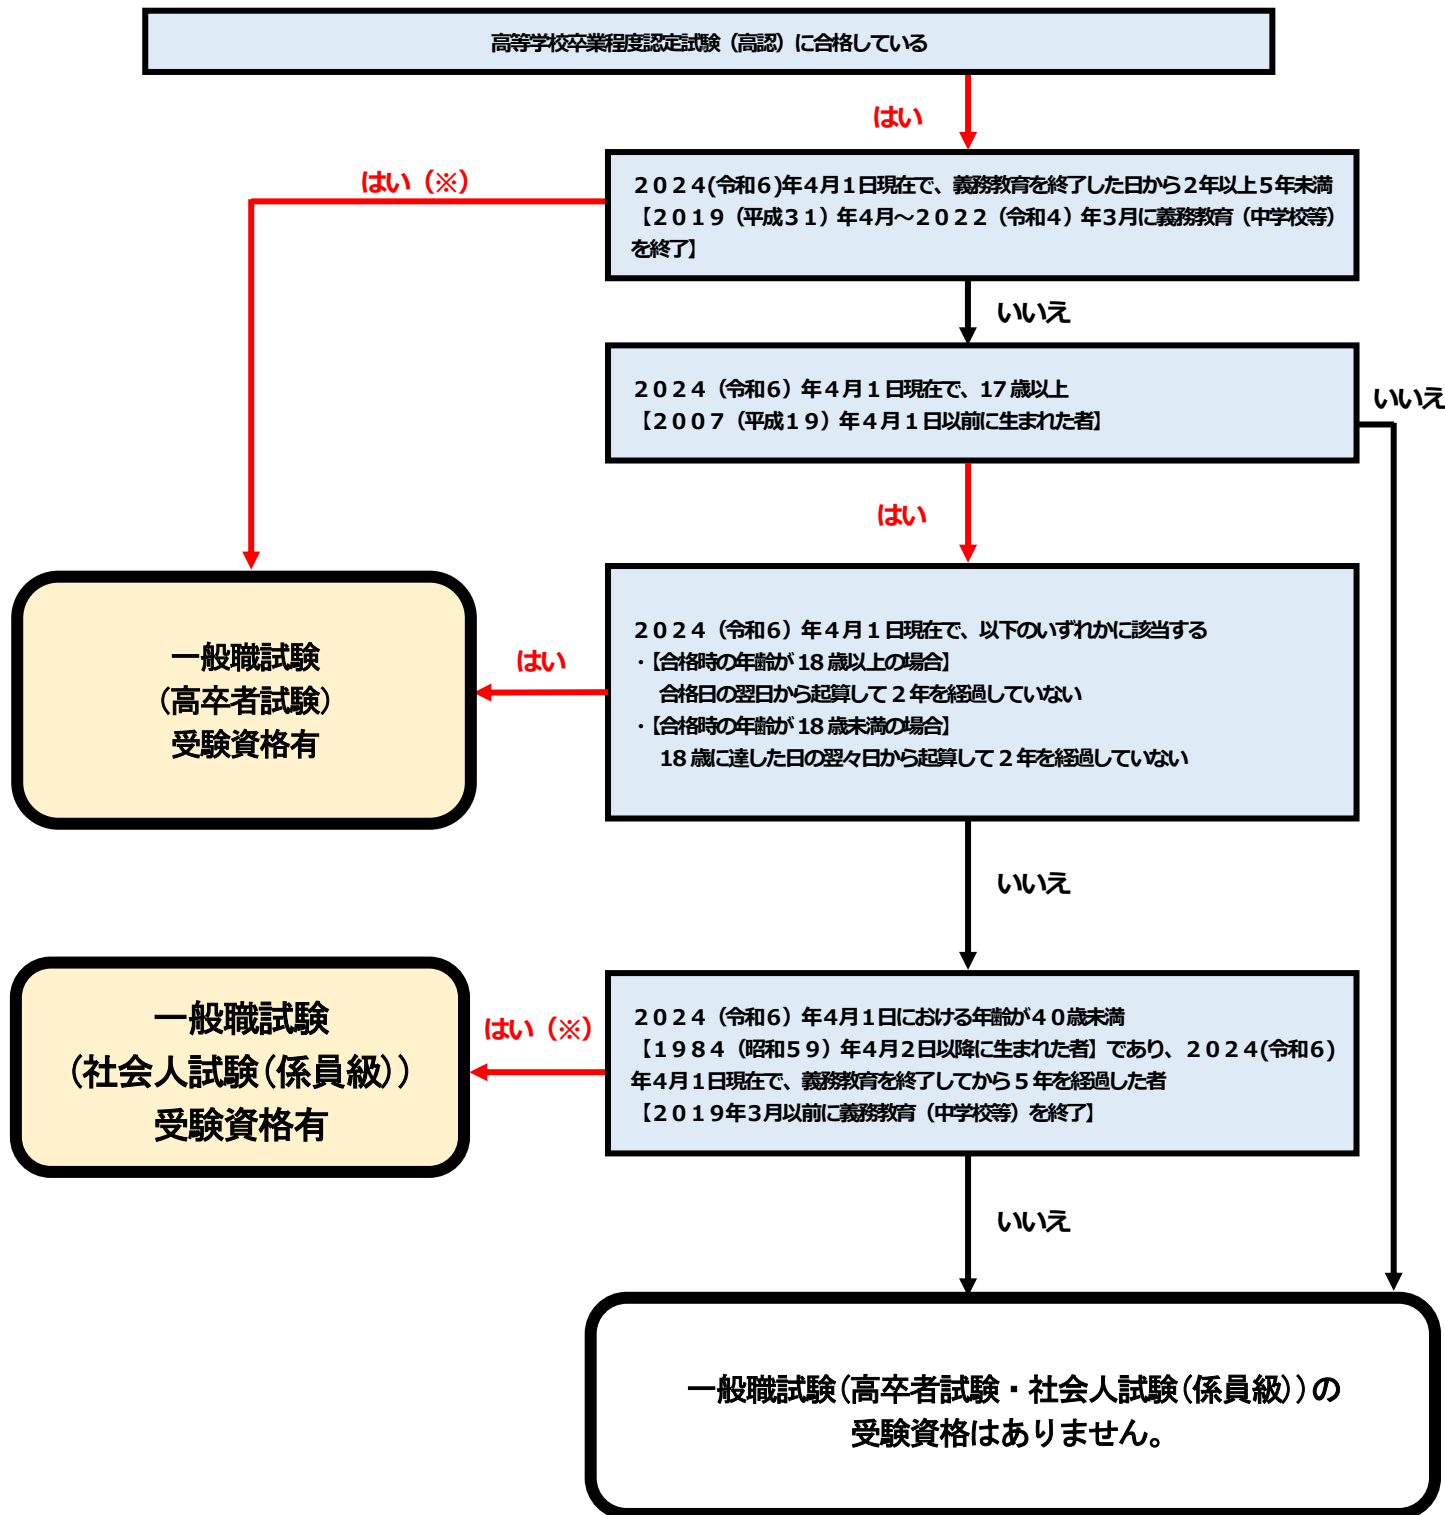 高等学校卒業程度認定試験（高認）に合格している
はい
はい（※）
２０２４(令和６)年４月１日現在で、義務教育を終了した日から２年以上５年未満
【２０１９（平成３１）年４月～２０２２（令和４）年３月に義務教育（中学校等）
を終了】
いいえ
２０２４（令和６）年４月１日現在で、17 歳以上
【２００７（平成１９）年４月１日以前に生まれた者】
いいえ
はい
２０２４（令和６）年４月１日現在で、以下のいずれかに該当する
・【合格時の年齢が 18 歳以上の場合】
合格日の翌日から起算して 2 年を経過していない
・【合格時の年齢が 18 歳未満の場合】
18 歳に達した日の翌々日から起算して 2 年を経過していない
はい
一般職試験
（高卒者試験）
受験資格有
いいえ
２０２４（令和６）年４月１日における年齢が４０歳未満
【１９８４（昭和５９）年４月２日以降に生まれた者】であり、２０２４(令和６)
年４月１日現在で、義務教育を終了してから５年を経過した者
【２０１９年３月以前に義務教育（中学校等）を終了】
はい（※）
一般職試験
（社会人試験(係員級)）
受験資格有
いいえ
一般職試験(高卒者試験・社会人試験(係員級))の
受験資格はありません。